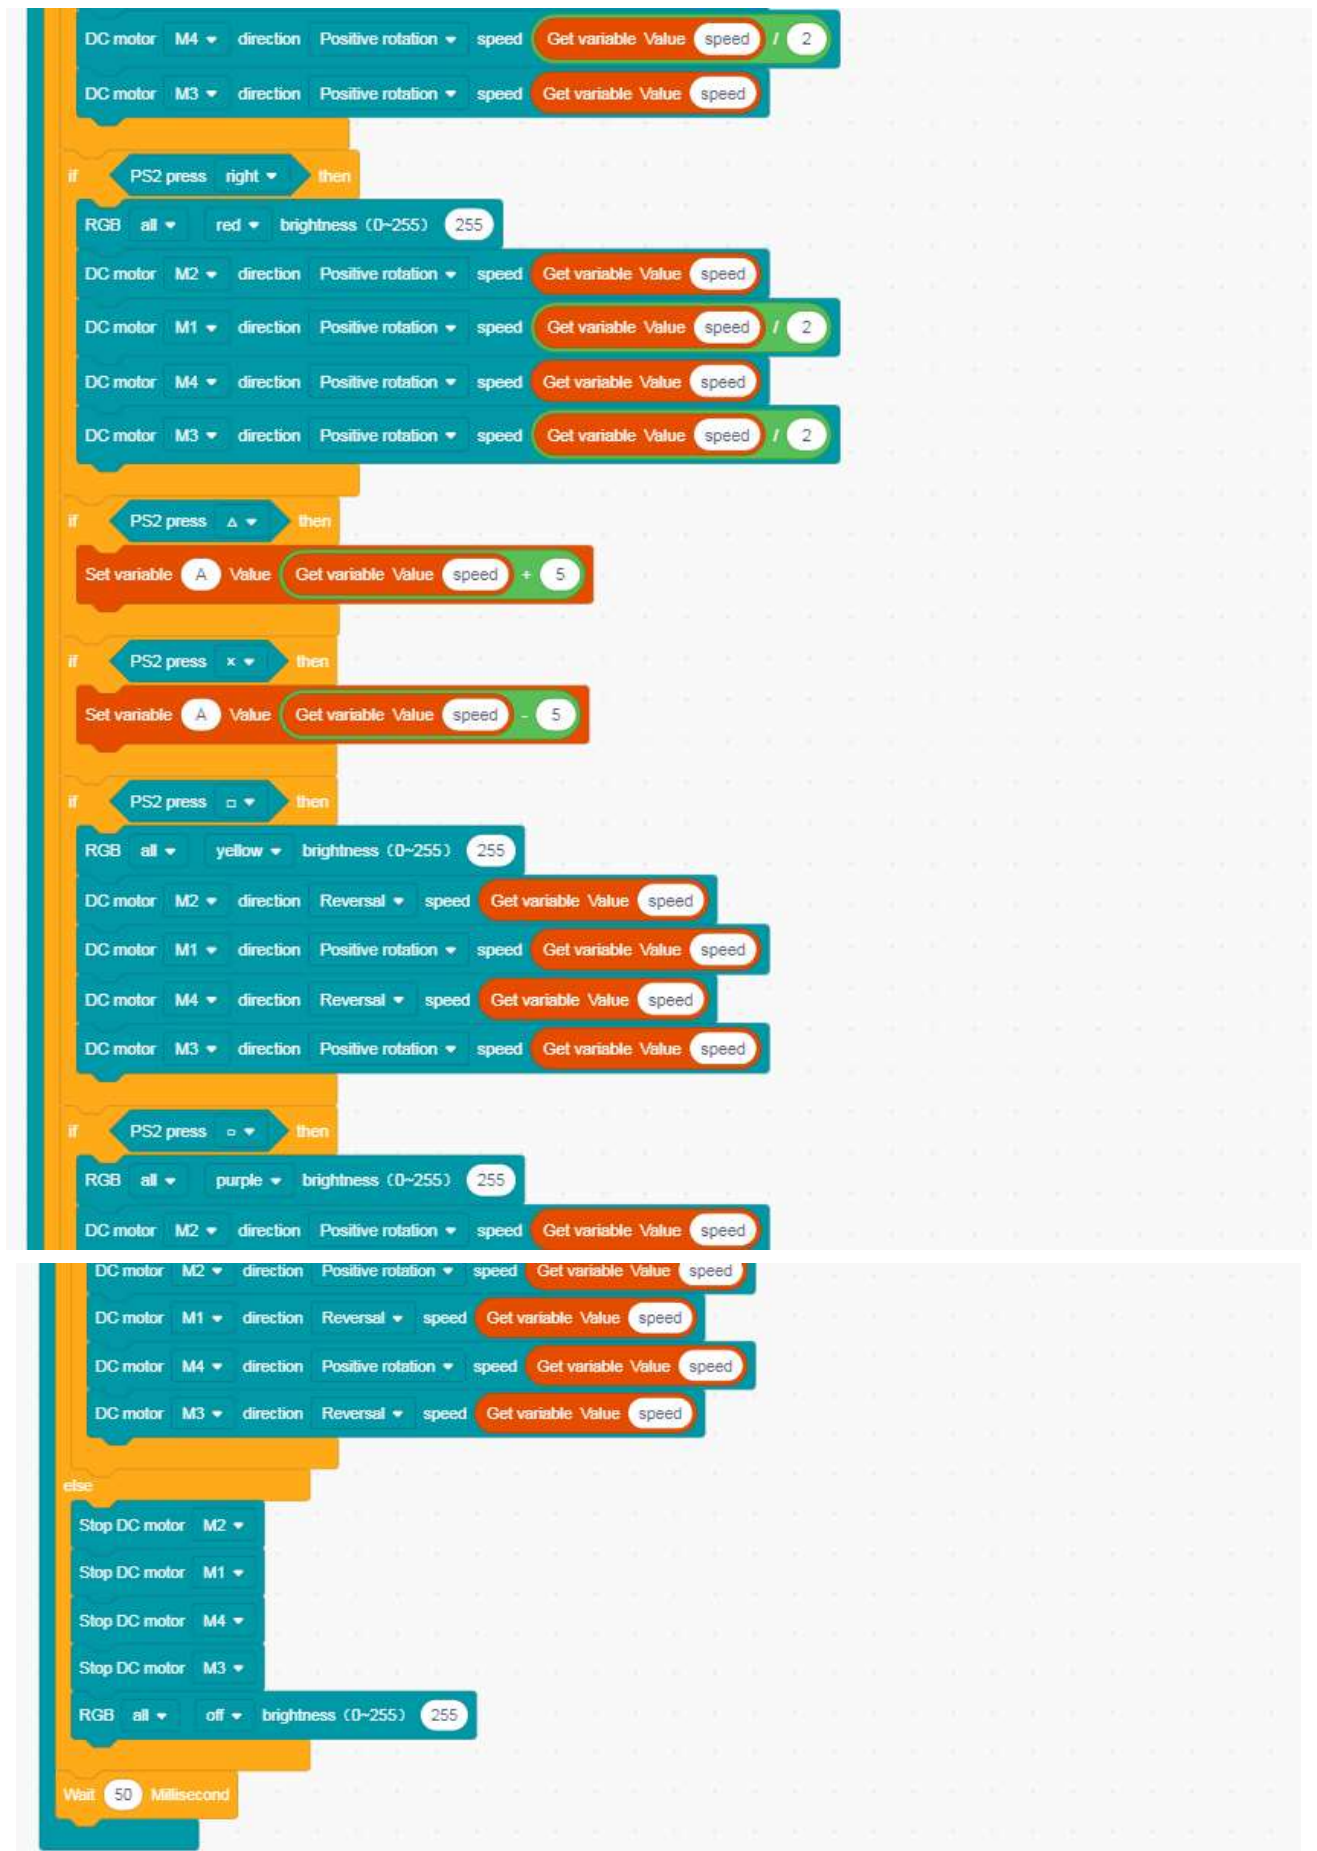 DC motor M4 direction Positive rotation speed Get variable Value speed / 2
DC motor M3 direction Positive rotation speed Get variable Value speed
if PS2 press right then
RGB all red brightness (0~255) 255
DC motor M2 direction Positive rotation speed Get variable Value speed
DC motor M1 direction Positive rotation speed Get variable Value speed / 2
DC motor M4 direction Positive rotation speed Get variable Value speed
DC motor M3 direction Positive rotation speed Get variable Value speed / 2
if PS2 press Δ then
Set variable A Value Get variable Value speed + 5
if PS2 press × then
Set variable A Value Get variable Value speed - 5
if PS2 press □ then
RGB all yellow brightness (0~255) 255
DC motor M2 direction Reversal speed Get variable Value speed
DC motor M1 direction Positive rotation speed Get variable Value speed
DC motor M4 direction Reversal speed Get variable Value speed
DC motor M3 direction Positive rotation speed Get variable Value speed
if PS2 press □ then
RGB all purple brightness (0~255) 255
DC motor M2 direction Positive rotation speed Get variable Value speed
DC motor M2 direction Positive rotation speed Get variable Value speed
DC motor M1 direction Reversal speed Get variable Value speed
DC motor M4 direction Positive rotation speed Get variable Value speed
DC motor M3 direction Reversal speed Get variable Value speed
else
Stop DC motor M2
Stop DC motor M1
Stop DC motor M4
Stop DC motor M3
RGB all off brightness (0~255) 255
Wait 50 Millisecond